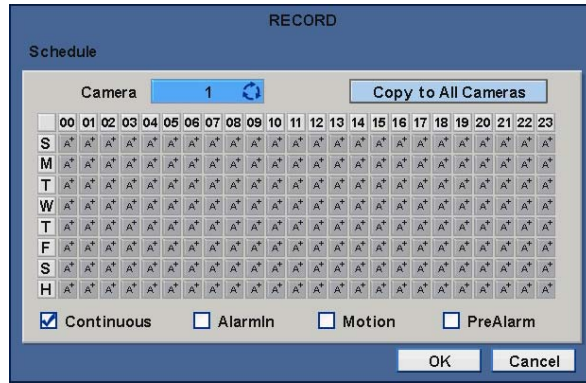 RECORD
Schedule
Camera 1 Copy to All Cameras
00 01 02 03 04 05 06 07 08 09 10 11 12 13 14 15 16 17 18 19 20 21 22 23
S A+ A+ A+ A+ A+ A+ A+ A+ A+ A+ A+ A+ A+ A+ A+ A+ A+ A+ A+ A+ A+ A+ A+ A+
M A+ A+ A+ A+ A+ A+ A+ A+ A+ A+ A+ A+ A+ A+ A+ A+ A+ A+ A+ A+ A+ A+ A+ A+
T A+ A+ A+ A+ A+ A+ A+ A+ A+ A+ A+ A+ A+ A+ A+ A+ A+ A+ A+ A+ A+ A+ A+ A+
W A+ A+ A+ A+ A+ A+ A+ A+ A+ A+ A+ A+ A+ A+ A+ A+ A+ A+ A+ A+ A+ A+ A+ A+
T A+ A+ A+ A+ A+ A+ A+ A+ A+ A+ A+ A+ A+ A+ A+ A+ A+ A+ A+ A+ A+ A+ A+ A+
F A+ A+ A+ A+ A+ A+ A+ A+ A+ A+ A+ A+ A+ A+ A+ A+ A+ A+ A+ A+ A+ A+ A+ A+
S A+ A+ A+ A+ A+ A+ A+ A+ A+ A+ A+ A+ A+ A+ A+ A+ A+ A+ A+ A+ A+ A+ A+ A+
H A+ A+ A+ A+ A+ A+ A+ A+ A+ A+ A+ A+ A+ A+ A+ A+ A+ A+ A+ A+ A+ A+ A+ A+
Continuous AlarmIn Motion PreAlarm
OK Cancel